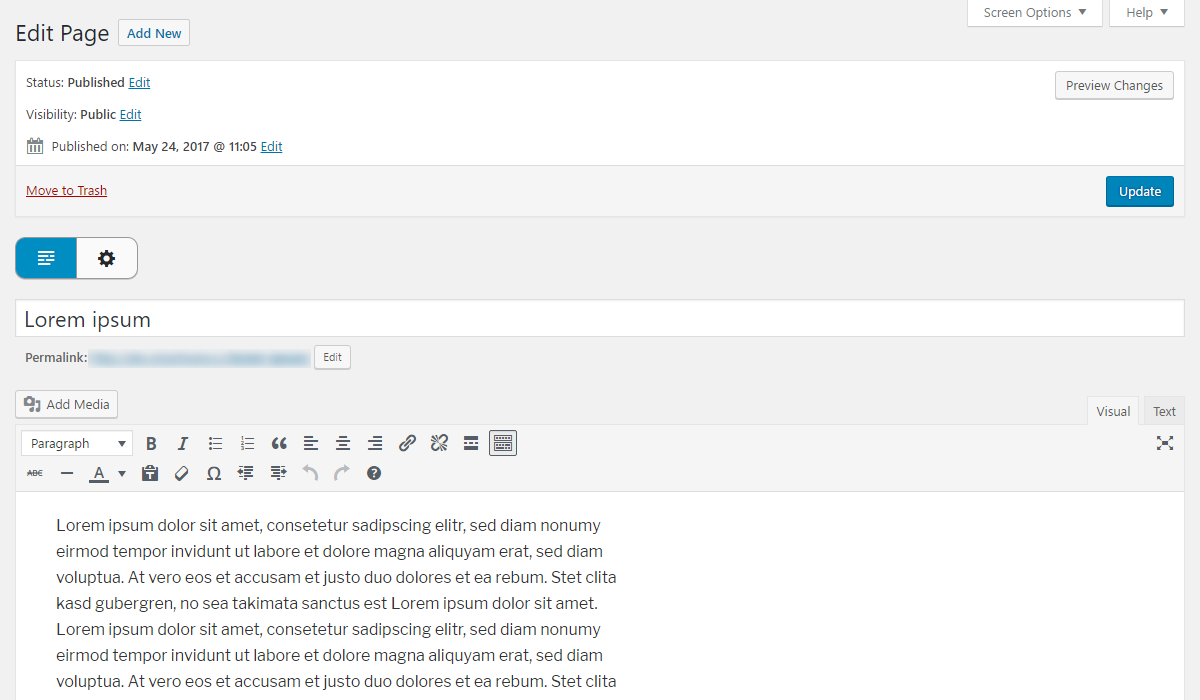 Screen Options Help
Edit Page Add New
Status: Published Edit
Preview Changes
Visibility: Public Edit
Published on: May 24, 2017 @ 11:05 Edit
Move to Trash
Update
Lorem ipsum
Permalink: Edit
Add Media
Visual Text
Paragraph B I
ABC A T Ω
Lorem ipsum dolor sit amet, consetetur sadipscing elitr, sed diam nonumy
eirmod tempor invidunt ut labore et dolore magna aliquyam erat, sed diam
voluptua. At vero eos et accusam et justo duo dolores et ea rebum. Stet clita
kasd gubergren, no sea takimata sanctus est Lorem ipsum dolor sit amet.
Lorem ipsum dolor sit amet, consetetur sadipscing elitr, sed diam nonumy
eirmod tempor invidunt ut labore et dolore magna aliquyam erat, sed diam
voluptua. At vero eos et accusam et justo duo dolores et ea rebum. Stet clita